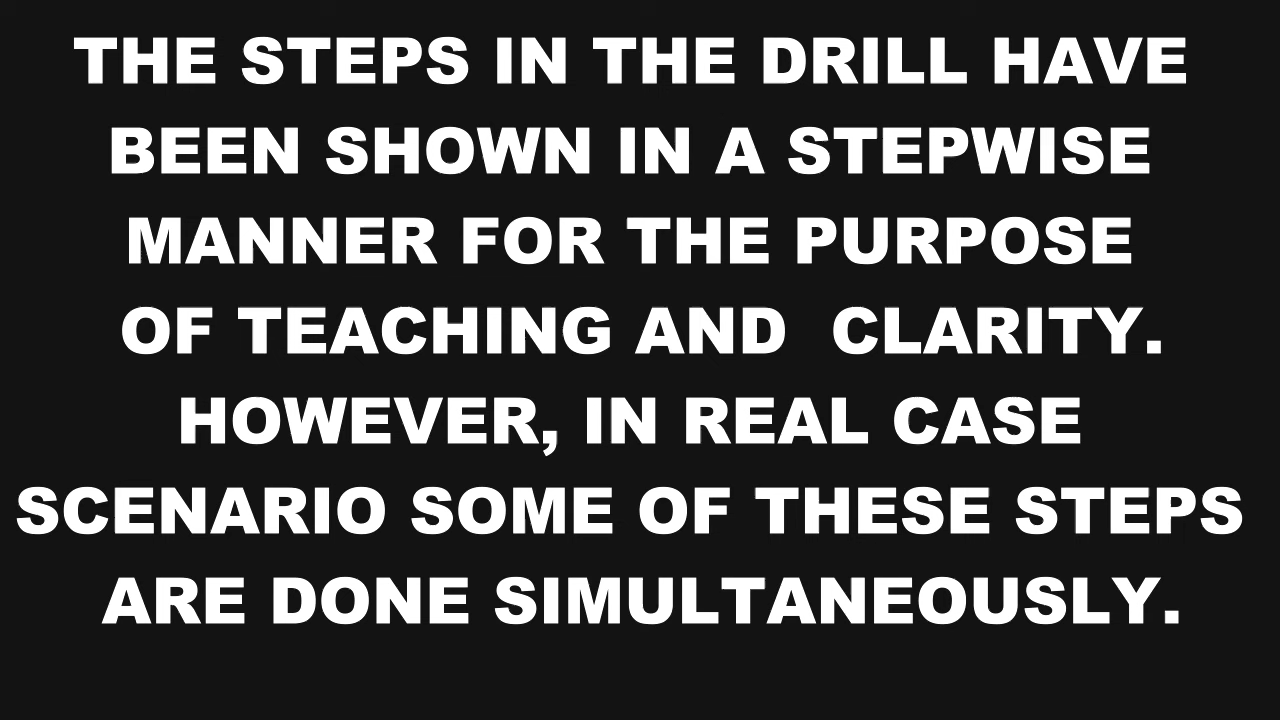 THE STEPS IN THE DRILL HAVE
BEEN SHOWN IN A STEPWISE
MANNER FOR THE PURPOSE
OF TEACHING AND  CLARITY.
HOWEVER, IN REAL CASE
SCENARIO SOME OF THESE STEPS
ARE DONE SIMULTANEOUSLY.